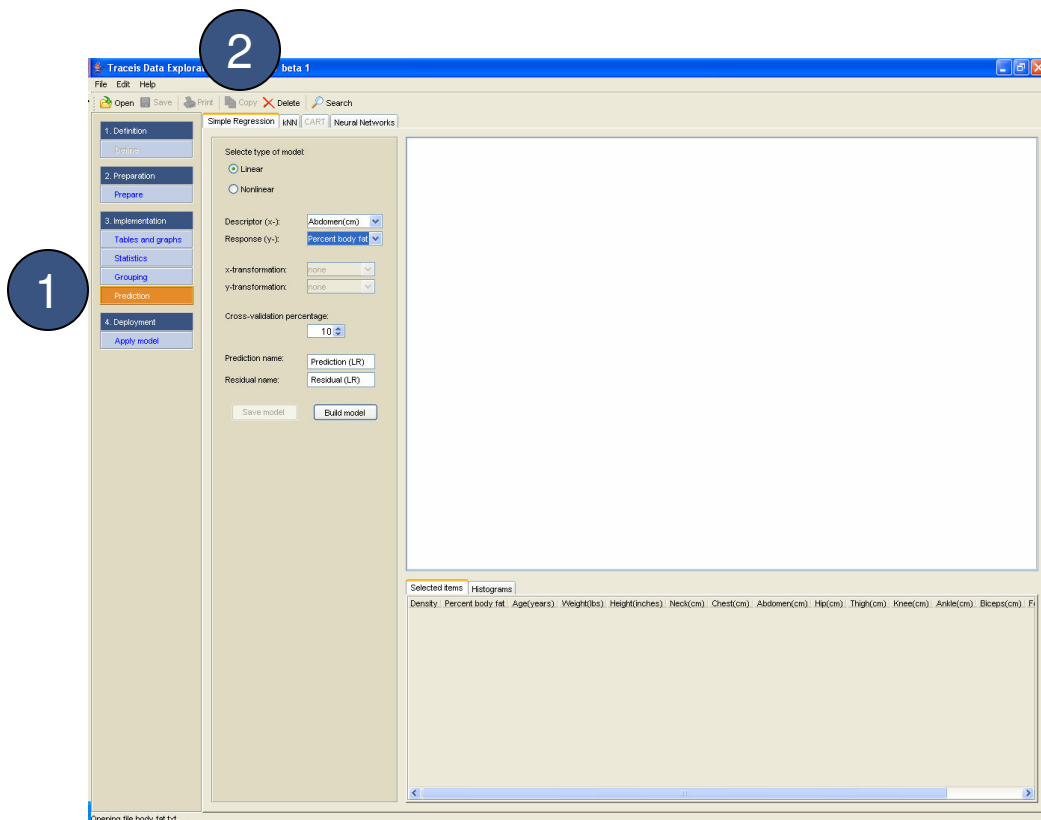 2
Traceis Data Explora beta 1
File Edit Help
Open Save Print Copy Delete Search
Simple Regression kNN CART Neural Networks
1. Definition
Define
2. Preparation
Prepare
3. Implementation
Tables and graphs
Statistics
Grouping
Prediction
4. Deployment
Apply model
1
Selecte type of model:
Linear
Nonlinear
Descriptor (x-): Abdomen(cm)
Response (y-): Percent body fat
x-transformation: none
y-transformation: none
Cross-validation percentage:
10
Prediction name: Prediction (LR)
Residual name: Residual (LR)
Save model Build model
Selected items Histograms
Density Percent body fat Age(years) Weight(lbs) Height(inches) Neck(cm) Chest(cm) Abdomen(cm) Hip(cm) Thigh(cm) Knee(cm) Ankle(cm) Biceps(cm)
Opening file body fat.txt